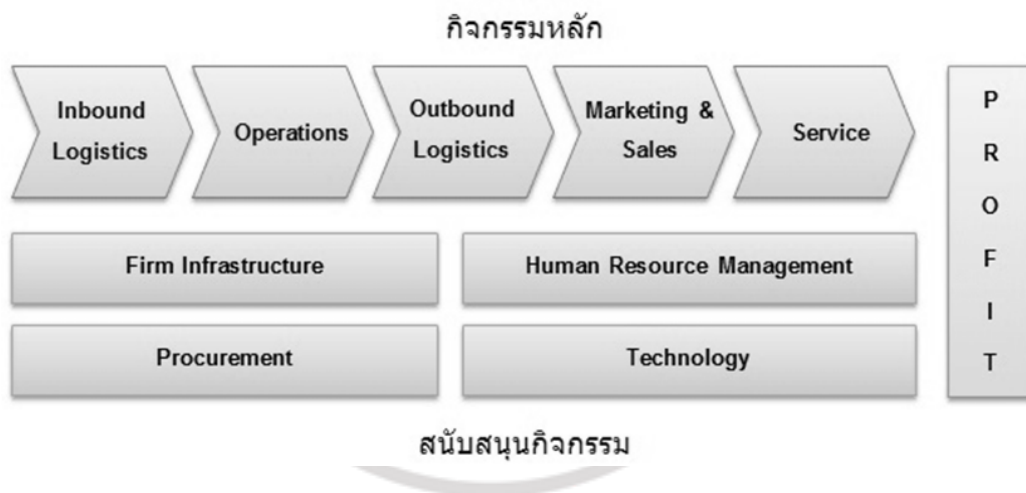 กิจกรรมหลัก
Inbound
Logistics
Operations
Outbound
Logistics
Marketing &
Sales
Service
Firm Infrastructure
Human Resource Management
Procurement
Technology
P
R
O
F
I
T
สนับสนุนกิจกรรม